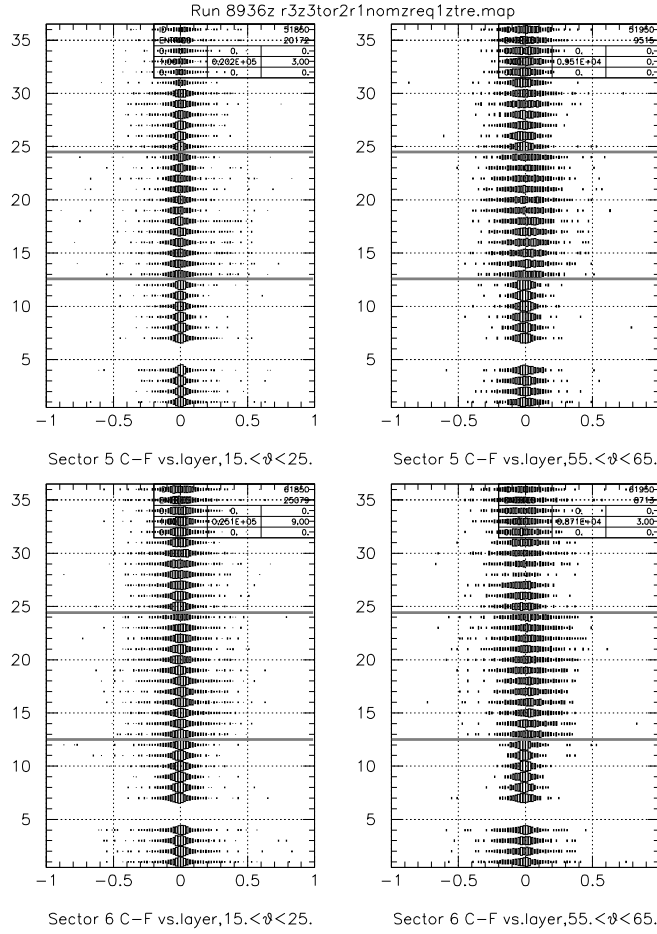 Run 8936z r3z3tor2r1nomzreq1ztre.map
51850
20172
0. 0. 0.
0.202E+05 3.00
0. 0. 0.
51950
9515
0. 0.
0.951E+04 0.
0. 0.
35 30 25 20 15 10 5
35 30 25 20 15 10 5
-1 -0.5 0 0.5 1
-1 -0.5 0 0.5
Sector 5 C-F vs.layer,15.<ϑ<25.
Sector 5 C-F vs.layer,55.<ϑ<65.
61850
0. 0.
0.251E+05 9.00
0. 0.
61950
8713
0. 0.
0.871E+04 3.00
0. 0.
35 30 25 20 15 10 5
35 30 25 20 15 10 5
-1 -0.5 0 0.5 1
-1 -0.5 0 0.5
Sector 6 C-F vs.layer,15.<ϑ<25.
Sector 6 C-F vs.layer,55.<ϑ<65.